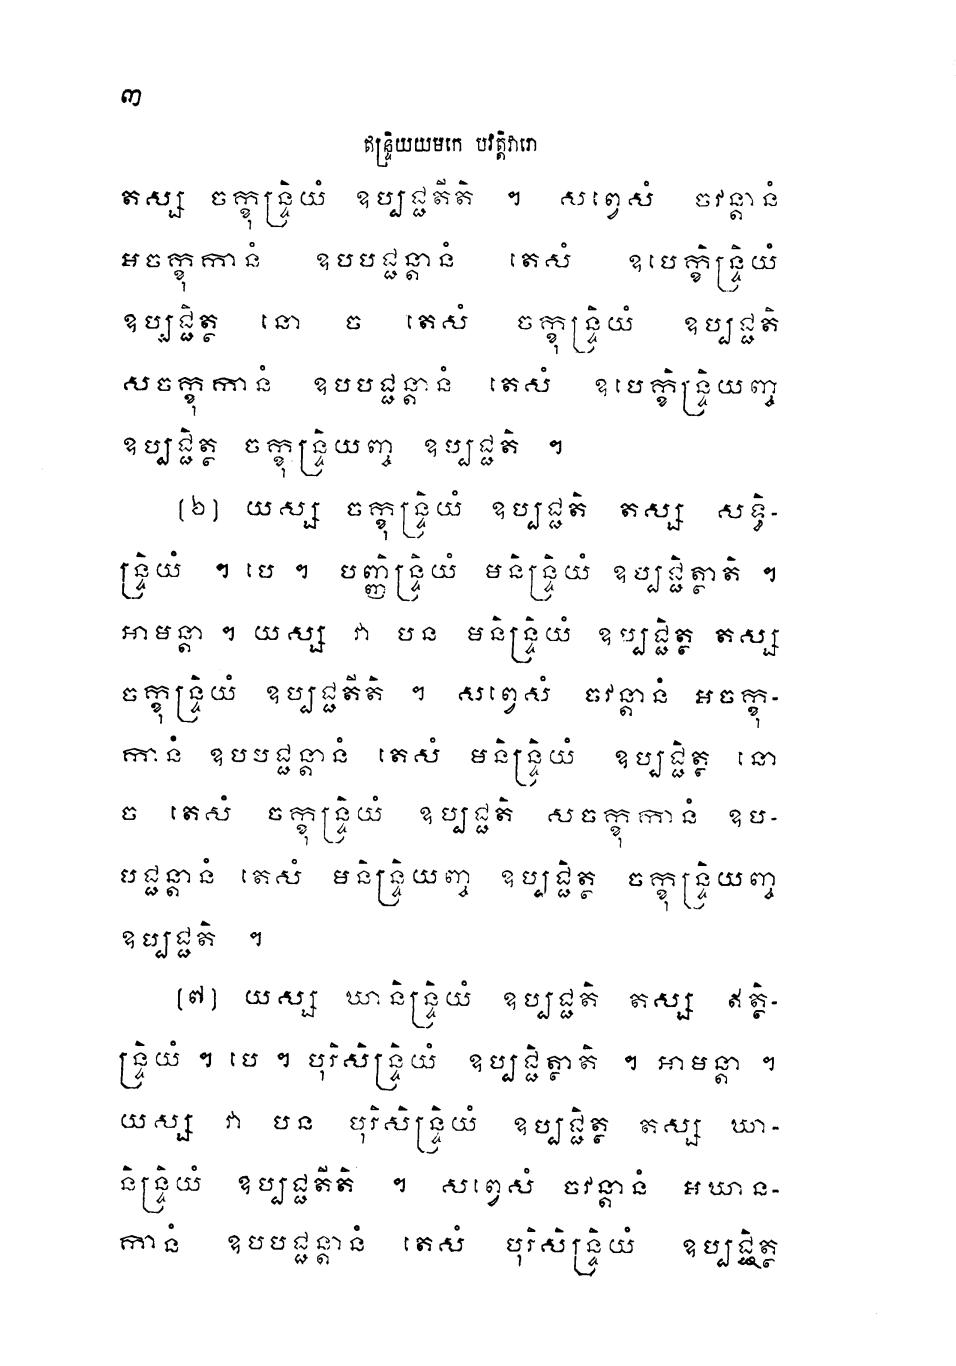 ៣
ឥន្ទ្រិយយមកេ បវត្តិវារោ
តស្ស ចក្ខុន្ទ្រិយំ ឧប្បជ្ជតីតិ ។ សព្វេសំ ចវន្តានំ
អចក្ខុកានំ ឧបបជ្ជន្តានំ តេសំ ឧបេក្ខិន្ទ្រិយំ
ឧប្បជ្ជិត្ថ នោ ច តេសំ ចក្ខុន្ទ្រិយំ ឧប្បជ្ជតិ
សចក្ខុកានំ ឧបបជ្ជន្តានំ តេសំ ឧបេក្ខិន្ទ្រិយញ្ច
ឧប្បជ្ជិត្ថ ចក្ខុន្ទ្រិយញ្ច ឧប្បជ្ជតិ ។
(៦) យស្ស ចក្ខុន្ទ្រិយំ ឧប្បជ្ជតិ តស្ស សទ្ធិ-
ន្ទ្រិយំ ។ បេ ។ បញ្ញិន្ទ្រិយំ មនិន្ទ្រិយំ ឧប្បជ្ជិត្ថាតិ ។
អាមន្តា ។ យស្ស វា បន មនិន្ទ្រិយំ ឧប្បជ្ជិត្ថ តស្ស
ចក្ខុន្ទ្រិយំ ឧប្បជ្ជតីតិ ។ សព្វេសំ ចវន្តានំ អចក្ខុ-
កានំ ឧបបជ្ជន្តានំ តេសំ មនិន្ទ្រិយំ ឧប្បជ្ជិត្ថ នោ
ច តេសំ ចក្ខុន្ទ្រិយំ ឧប្បជ្ជតិ សចក្ខុកានំ ឧប-
បជ្ជន្តានំ តេសំ មនិន្ទ្រិយញ្ច ឧប្បជ្ជិត្ថ ចក្ខុន្ទ្រិយញ្ច
ឧប្បជ្ជតិ ។
(៧) យស្ស ឃានិន្ទ្រិយំ ឧប្បជ្ជតិ តស្ស ឥត្ថិ-
ន្ទ្រិយំ ។ បេ ។ បុរិសិន្ទ្រិយំ ឧប្បជ្ជិត្ថាតិ ។ អាមន្តា ។
យស្ស វា បន បុរិសិន្ទ្រិយំ ឧប្បជ្ជិត្ថ តស្ស ឃា-
និន្ទ្រិយំ ឧប្បជ្ជតីតិ ។ សព្វេសំ ចវន្តានំ អឃាន-
កានំ ឧបបជ្ជន្តានំ តេសំ បុរិសិន្ទ្រិយំ ឧប្បជ្ជិត្ថ